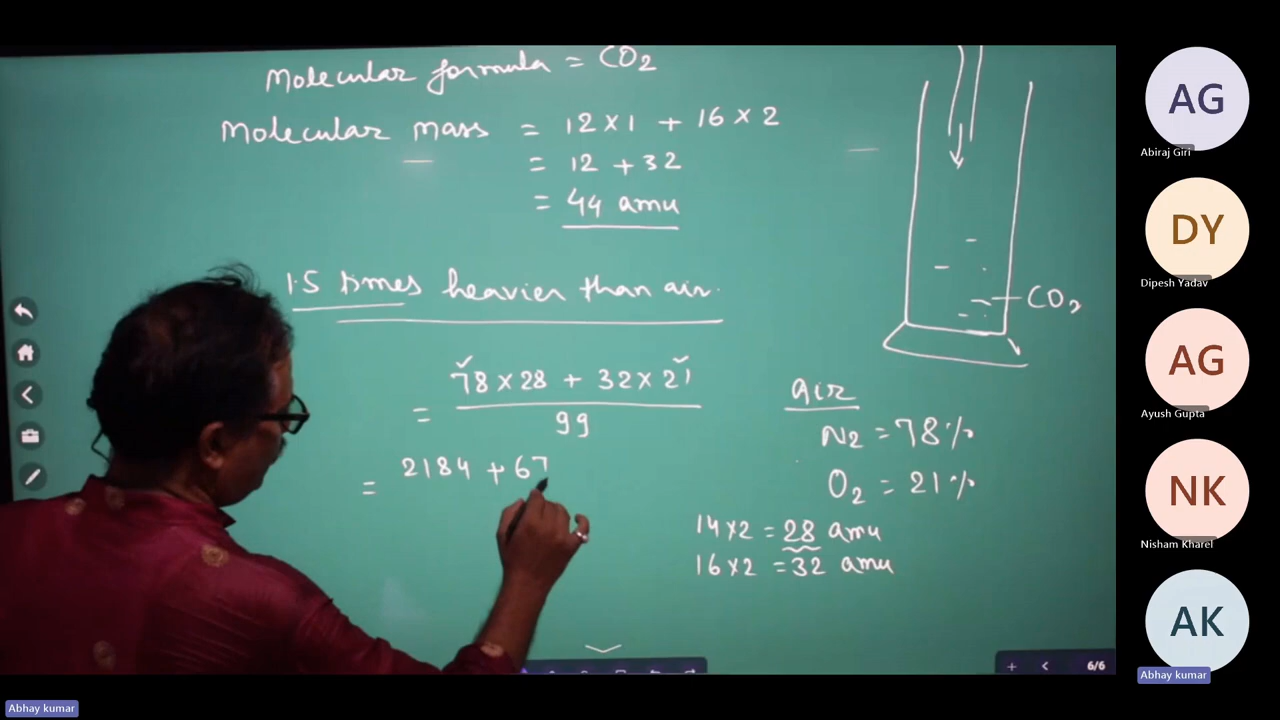 Molecular formula = CO2
Molecular mass = 12 × 1 + 16 × 2
= 12 + 32
= 44 amu
1.5 times heavier than air.
CO2
= 78 × 28 + 32 × 21
99
= 2184 + 67
air
N2 = 78%
O2 = 21%
14 × 2 = 28 amu
16 × 2 = 32 amu
6/6
AG
Abiraj Giri
DY
Dipesh Yadav
AG
Ayush Gupta
NK
Nisham Kharel
AK
Abhay kumar
Abhay kumar